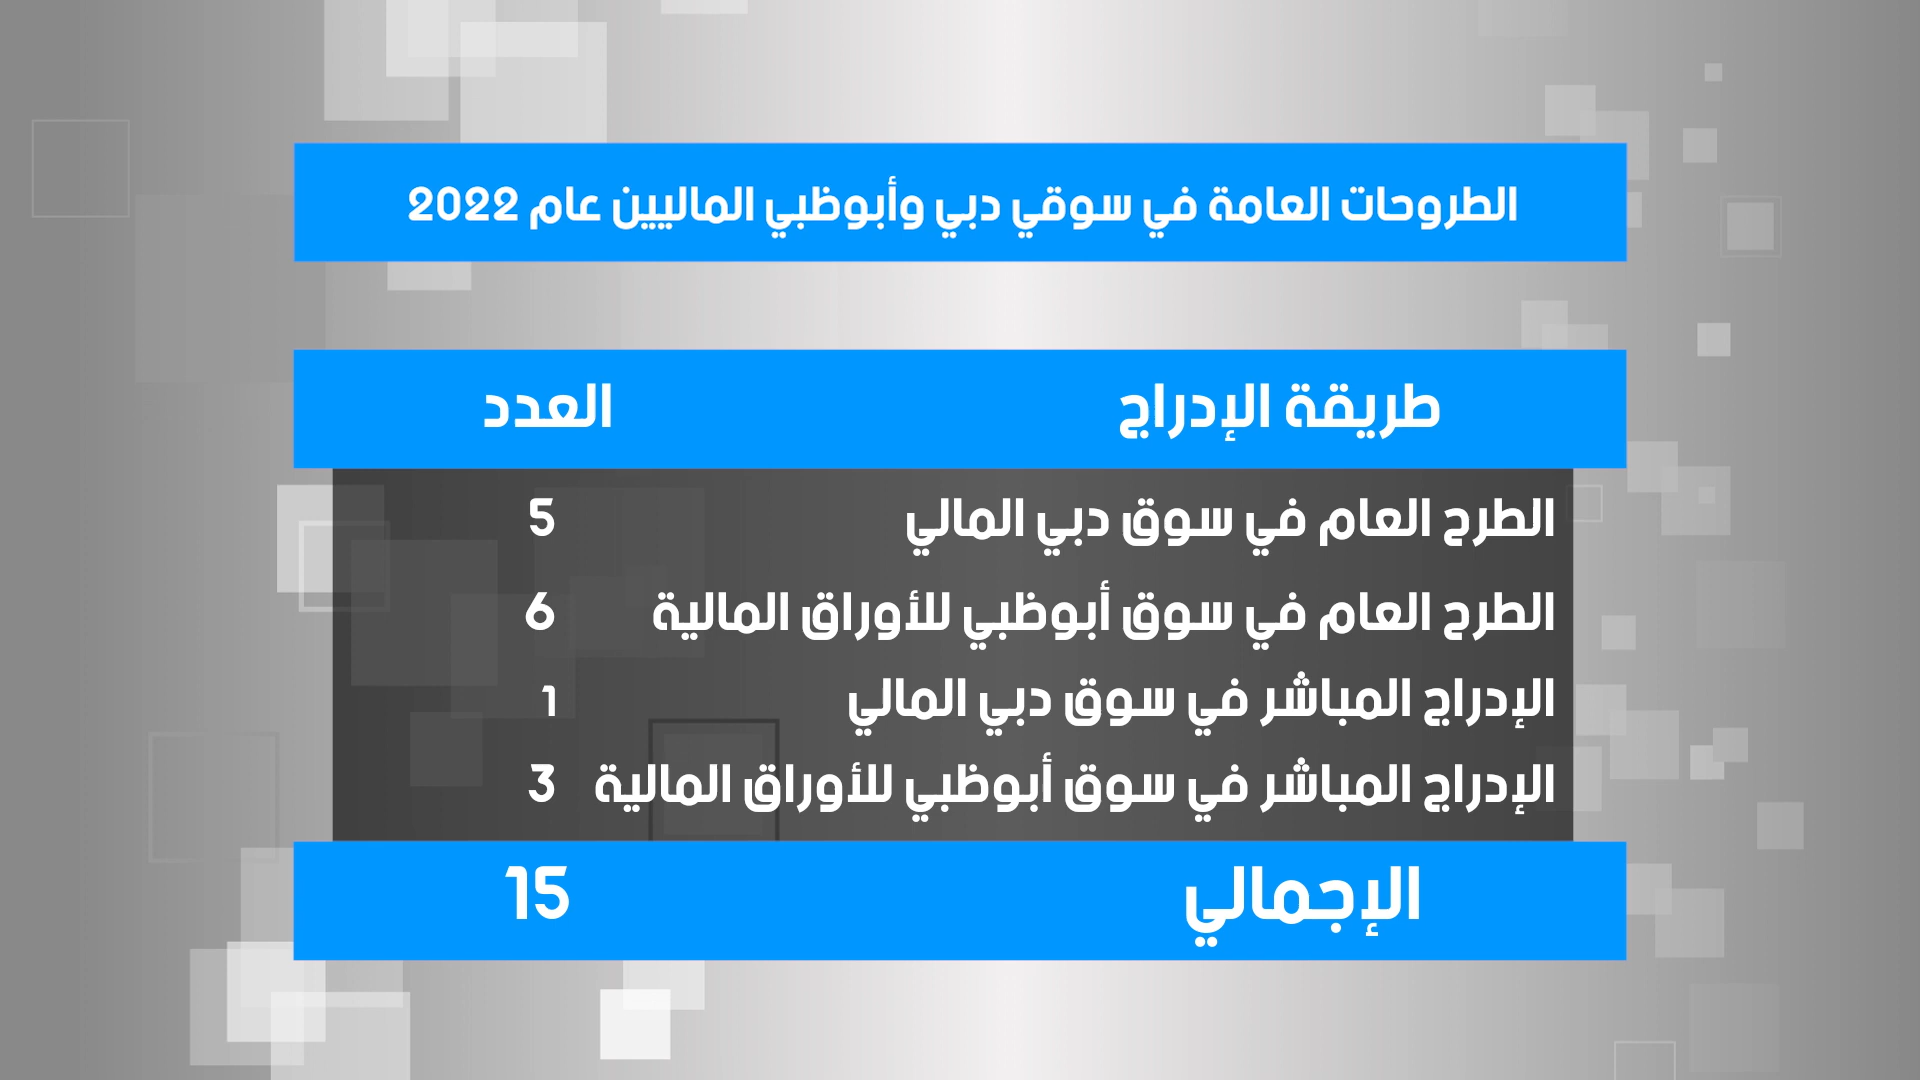 الطروحات العامة في سوقي دبي وأبوظبي الماليين عام 2022
طريقة الإدراج العدد
الطرح العام في سوق دبي المالي 5
الطرح العام في سوق أبوظبي للأوراق المالية 6
الإدراج المباشر في سوق دبي المالي 1
الإدراج المباشر في سوق أبوظبي للأوراق المالية 3
الإجمالي 15